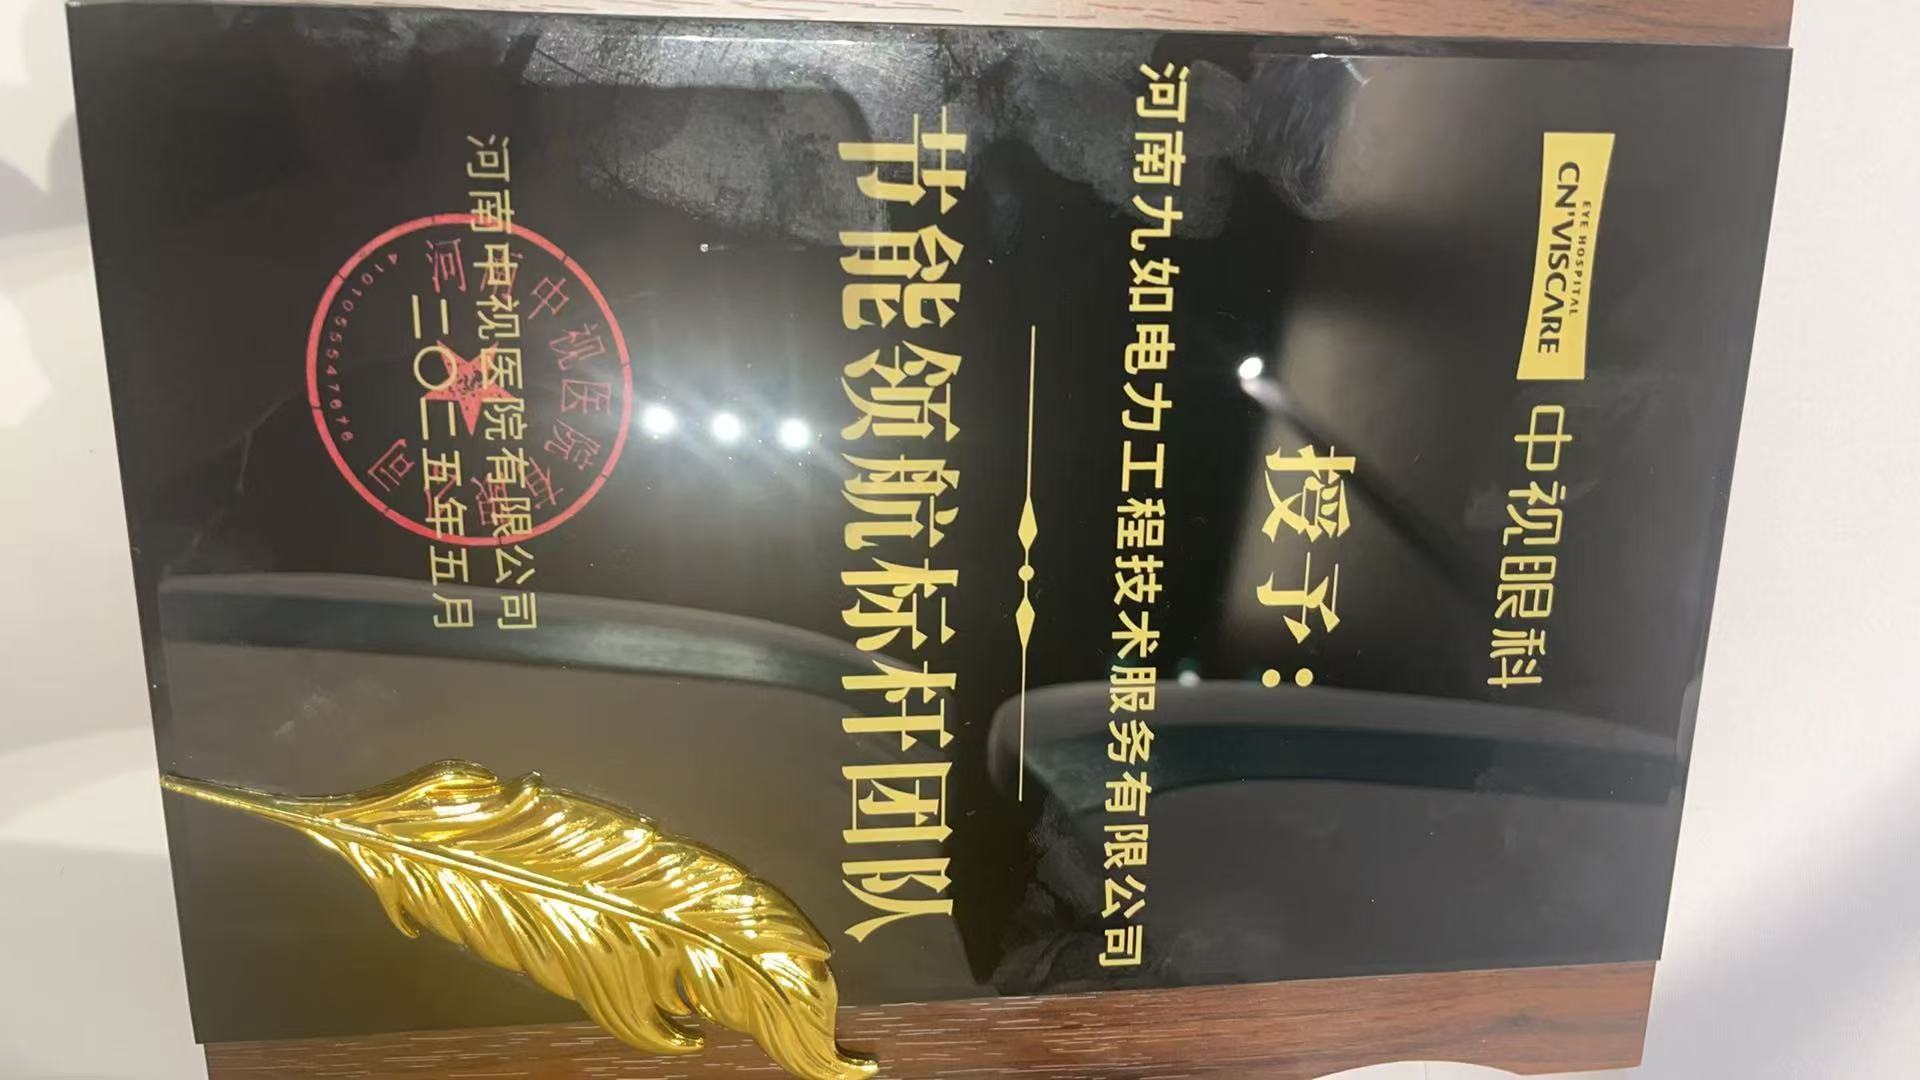 EYE HOSPITAL
CN'VISCARE
中视眼科
授予：
河南九如电力工程技术服务有限公司
节能领航标杆团队
河南中视医院有限公司
二〇二五年五月